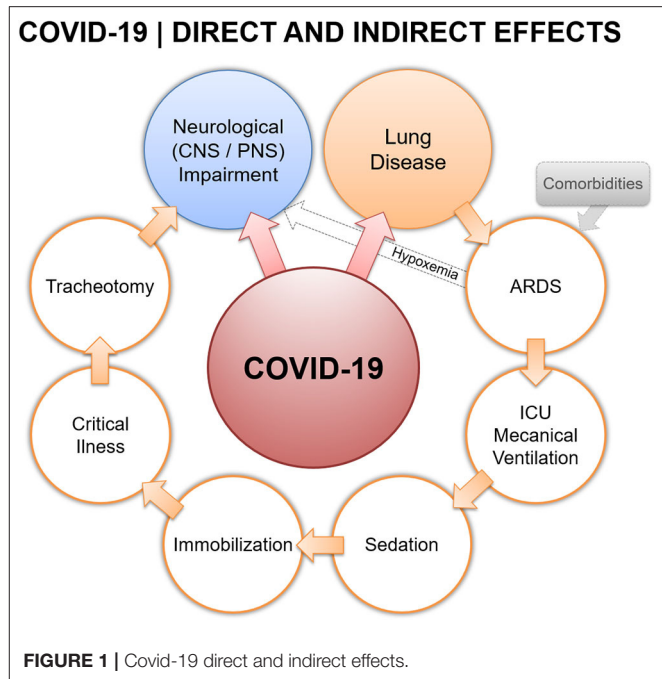 COVID-19 | DIRECT AND INDIRECT EFFECTS
Neurological
(CNS / PNS)
Impairment
Lung
Disease
Comorbidities
Hypoxemia
Tracheotomy
ARDS
COVID-19
Critical
Ilness
ICU
Mecanical
Ventilation
Immobilization
Sedation
FIGURE 1 | Covid-19 direct and indirect effects.